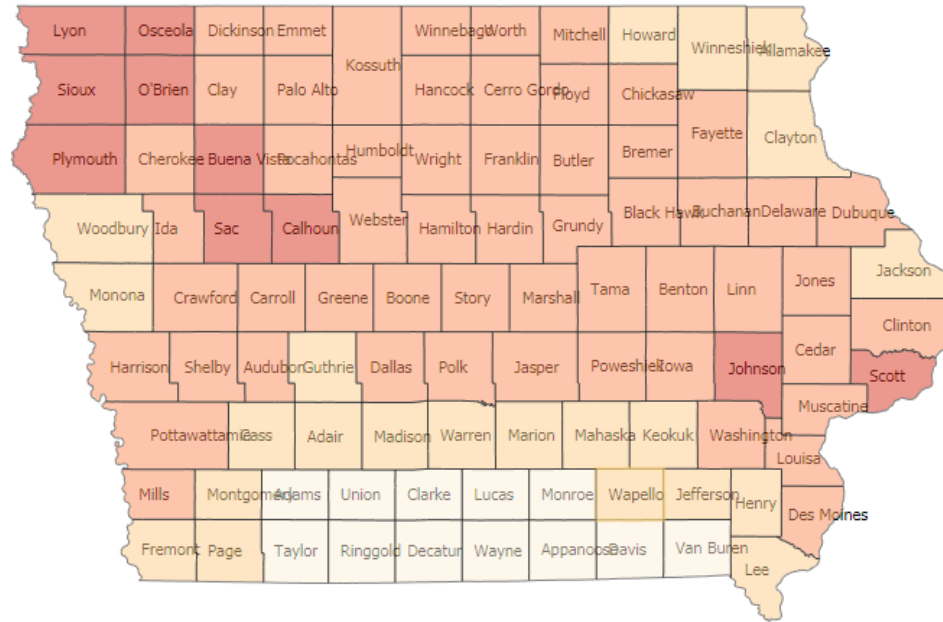 Lyon
Osceola
Dickinson
Emmet
Winnebago
Worth
Mitchell
Howard
Winneshiek
Allamakee
Kossuth
Sioux
O'Brien
Clay
Palo Alto
Hancock
Cerro Gordo
Floyd
Chickasaw
Fayette
Clayton
Plymouth
Cherokee
Buena Vista
Pocahontas
Humboldt
Wright
Franklin
Butler
Bremer
Woodbury
Ida
Sac
Calhoun
Webster
Hamilton
Hardin
Grundy
Black Hawk
Buchanan
Delaware
Dubuque
Monona
Crawford
Carroll
Greene
Boone
Story
Marshall
Tama
Benton
Linn
Jones
Jackson
Clinton
Harrison
Shelby
Audubon
Guthrie
Dallas
Polk
Jasper
Poweshiek
Iowa
Johnson
Cedar
Scott
Muscatine
Pottawattamie
Cass
Adair
Madison
Warren
Marion
Mahaska
Keokuk
Washington
Louisa
Mills
Montgomery
Adams
Union
Clarke
Lucas
Monroe
Wapello
Jefferson
Henry
Des Moines
Fremont
Page
Taylor
Ringgold
Decatur
Wayne
Appanoose
Davis
Van Buren
Lee